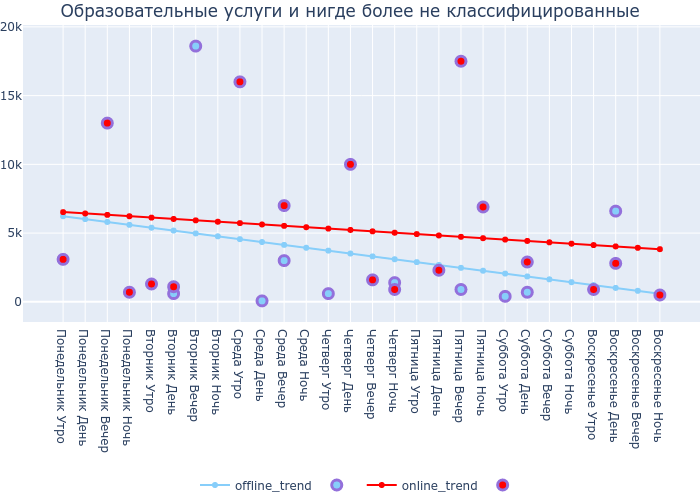 Образовательные услуги и нигде более не классифицированные
20k
15k
10k
5k
0
Понедельник Утро
Понедельник День
Понедельник Вечер
Понедельник Ночь
Вторник Утро
Вторник День
Вторник Вечер
Вторник Ночь
Среда Утро
Среда День
Среда Вечер
Среда Ночь
Четверг Утро
Четверг День
Четверг Вечер
Четверг Ночь
Пятница Утро
Пятница День
Пятница Вечер
Пятница Ночь
Суббота Утро
Суббота День
Суббота Вечер
Суббота Ночь
Воскресенье Утро
Воскресенье День
Воскресенье Вечер
Воскресенье Ночь
offline_trend
online_trend